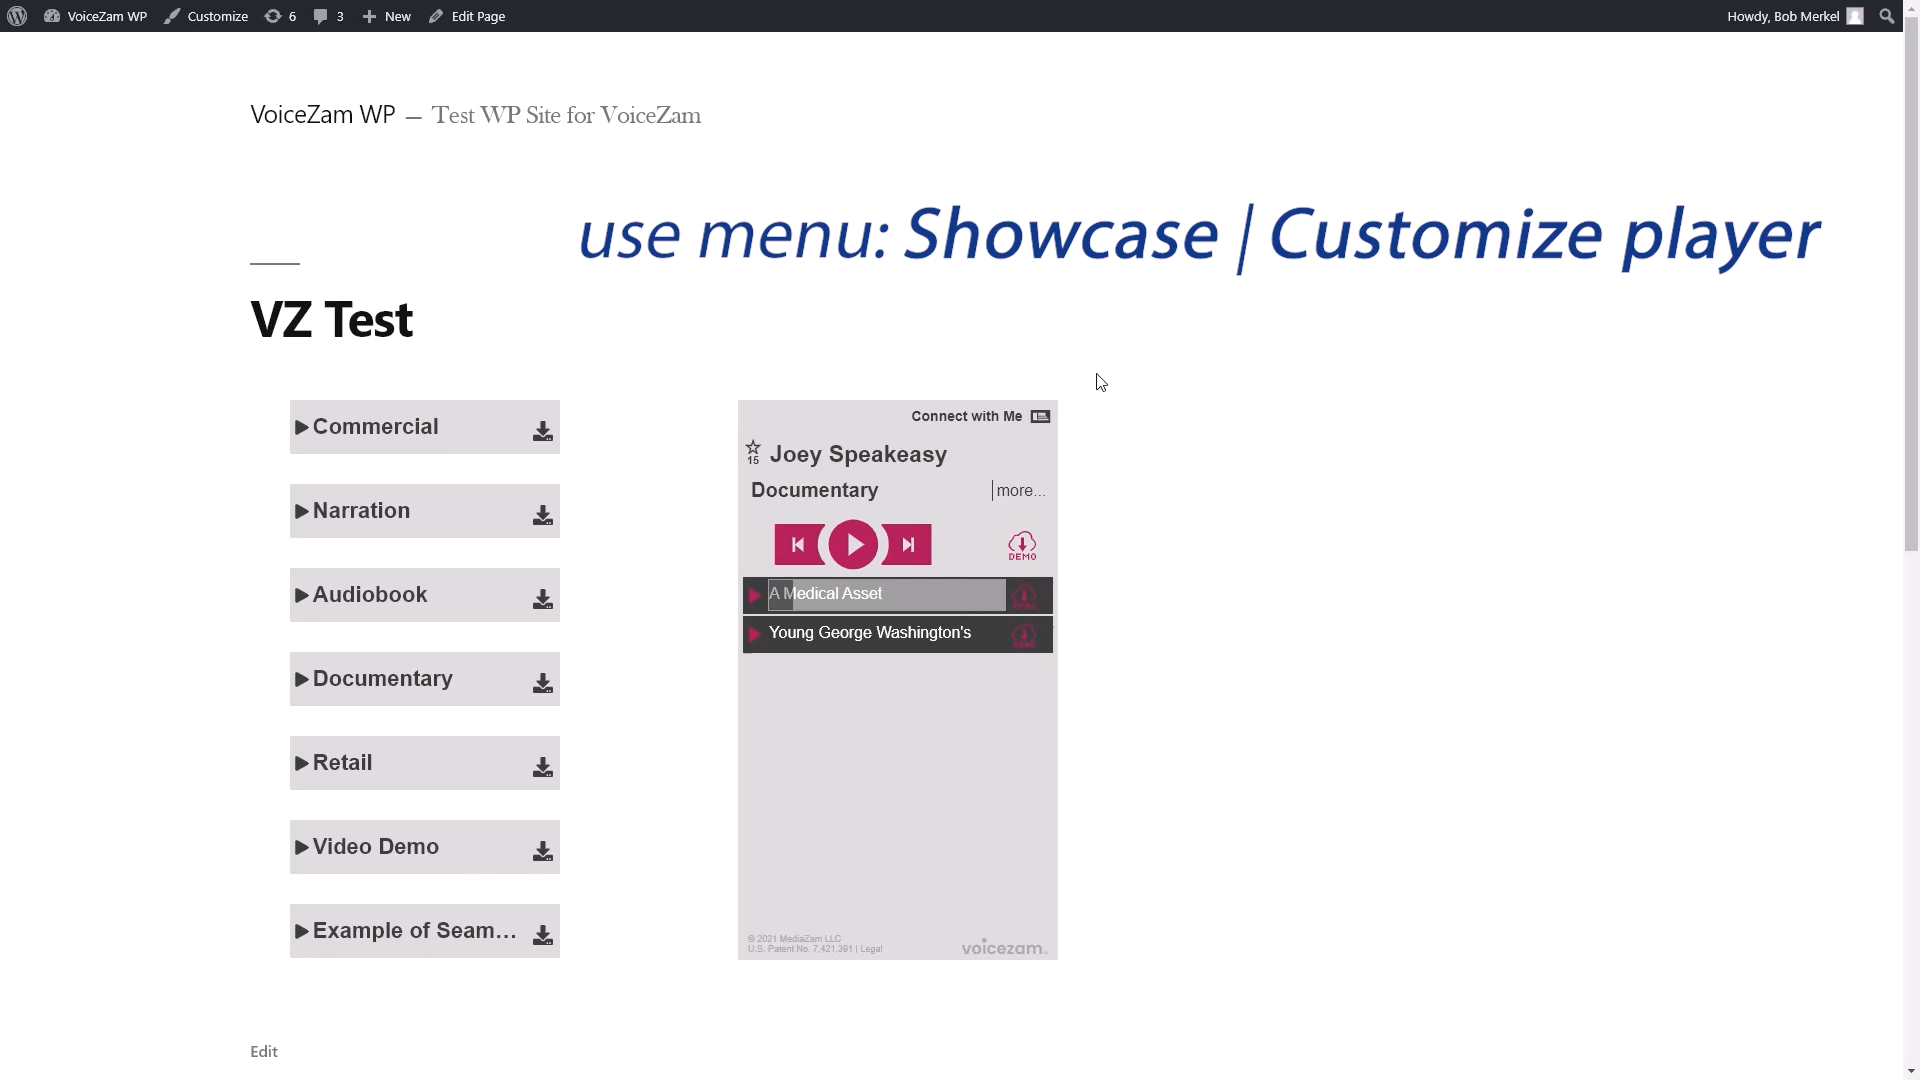 VoiceZam WP Customize 6 3 New Edit Page Howdy, Bob Merkel
VoiceZam WP — Test WP Site for VoiceZam
use menu: Showcase | Customize player
VZ Test
Commercial
Narration
Audiobook
Documentary
Retail
Video Demo
Example of Seam...
Connect with Me
15 Joey Speakeasy
Documentary |more...
DEMO
A Medical Asset
Young George Washington's
© 2021 MediaZam LLC
U.S. Patent No. 7,421,391 | Legal
voicezam
Edit